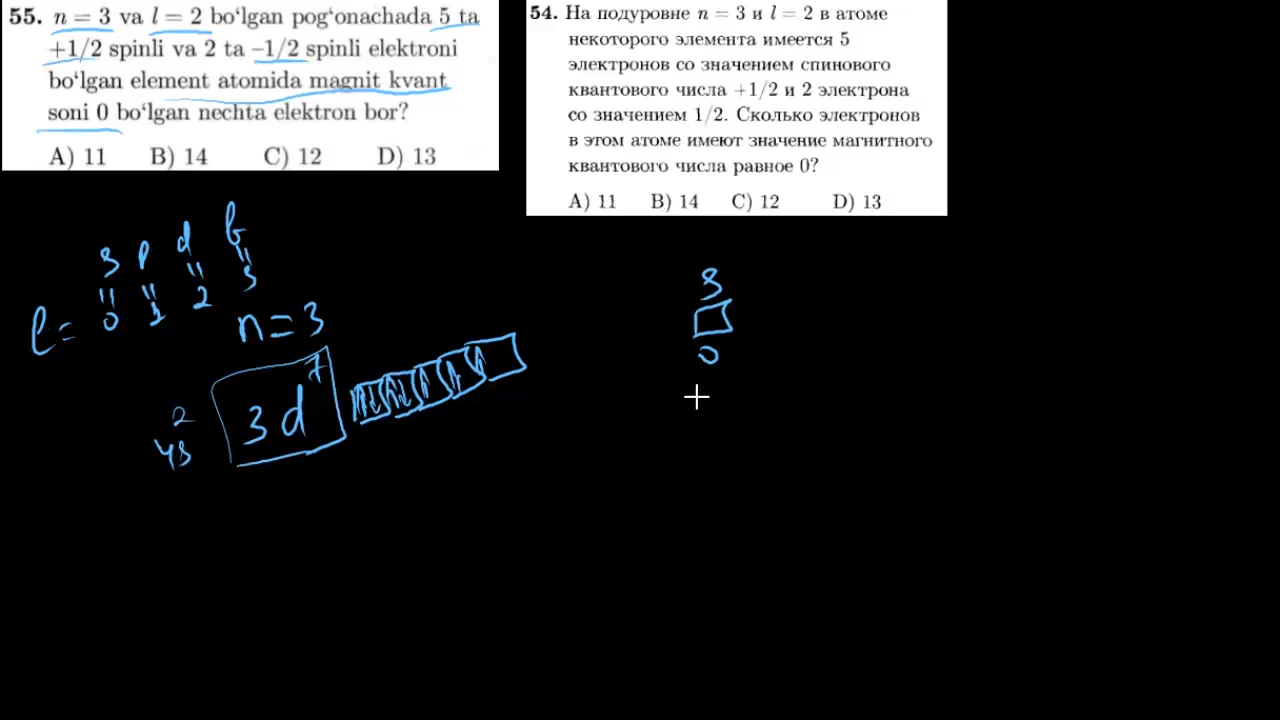 55. n = 3 va l = 2 bo‘lgan pog‘onachada 5 ta
+1/2 spinli va 2 ta –1/2 spinli elektroni
bo‘lgan element atomida magnit kvant
soni 0 bo‘lgan nechta elektron bor?
A) 11 B) 14 C) 12 D) 13
54. На подуровне n = 3 и l = 2 в атоме
некоторого элемента имеется 5
электронов со значением спинового
квантового числа +1/2 и 2 электрона
со значением 1/2. Сколько электронов
в этом атоме имеют значение магнитного
квантового числа равное 0?
A) 11 B) 14 C) 12 D) 13
s p d f
l = 0 1 2 3
n = 3
4s² 3d⁷
s
0